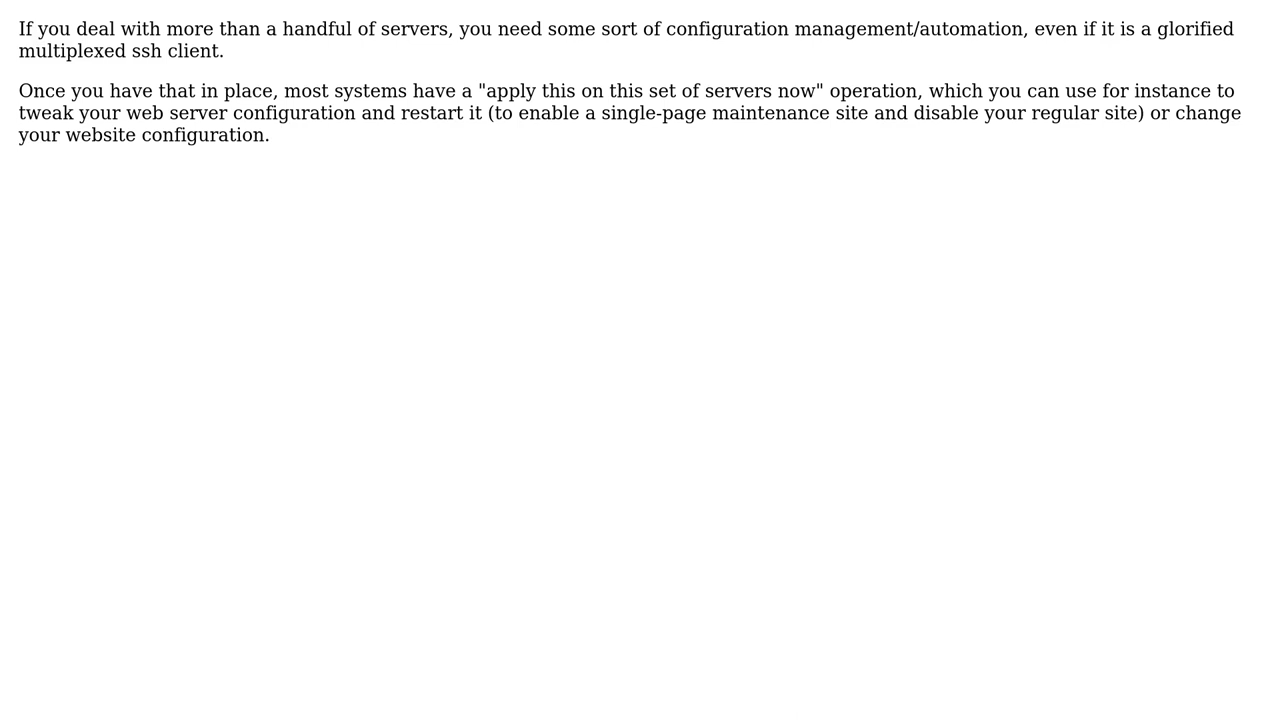 If you deal with more than a handful of servers, you need some sort of configuration management/automation, even if it is a glorified
multiplexed ssh client.
Once you have that in place, most systems have a "apply this on this set of servers now" operation, which you can use for instance to
tweak your web server configuration and restart it (to enable a single-page maintenance site and disable your regular site) or change
your website configuration.